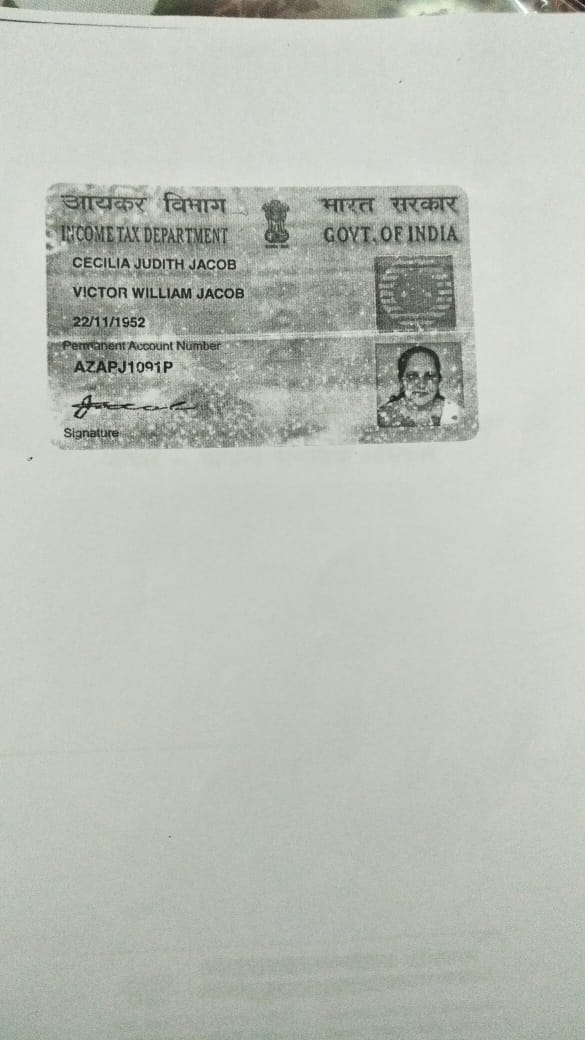 आयकर विभाग भारत सरकार
INCOME TAX DEPARTMENT GOVT. OF INDIA
CECILIA JUDITH JACOB
VICTOR WILLIAM JACOB
22/11/1952
Permanent Account Number
AZAPJ1091P
Signature